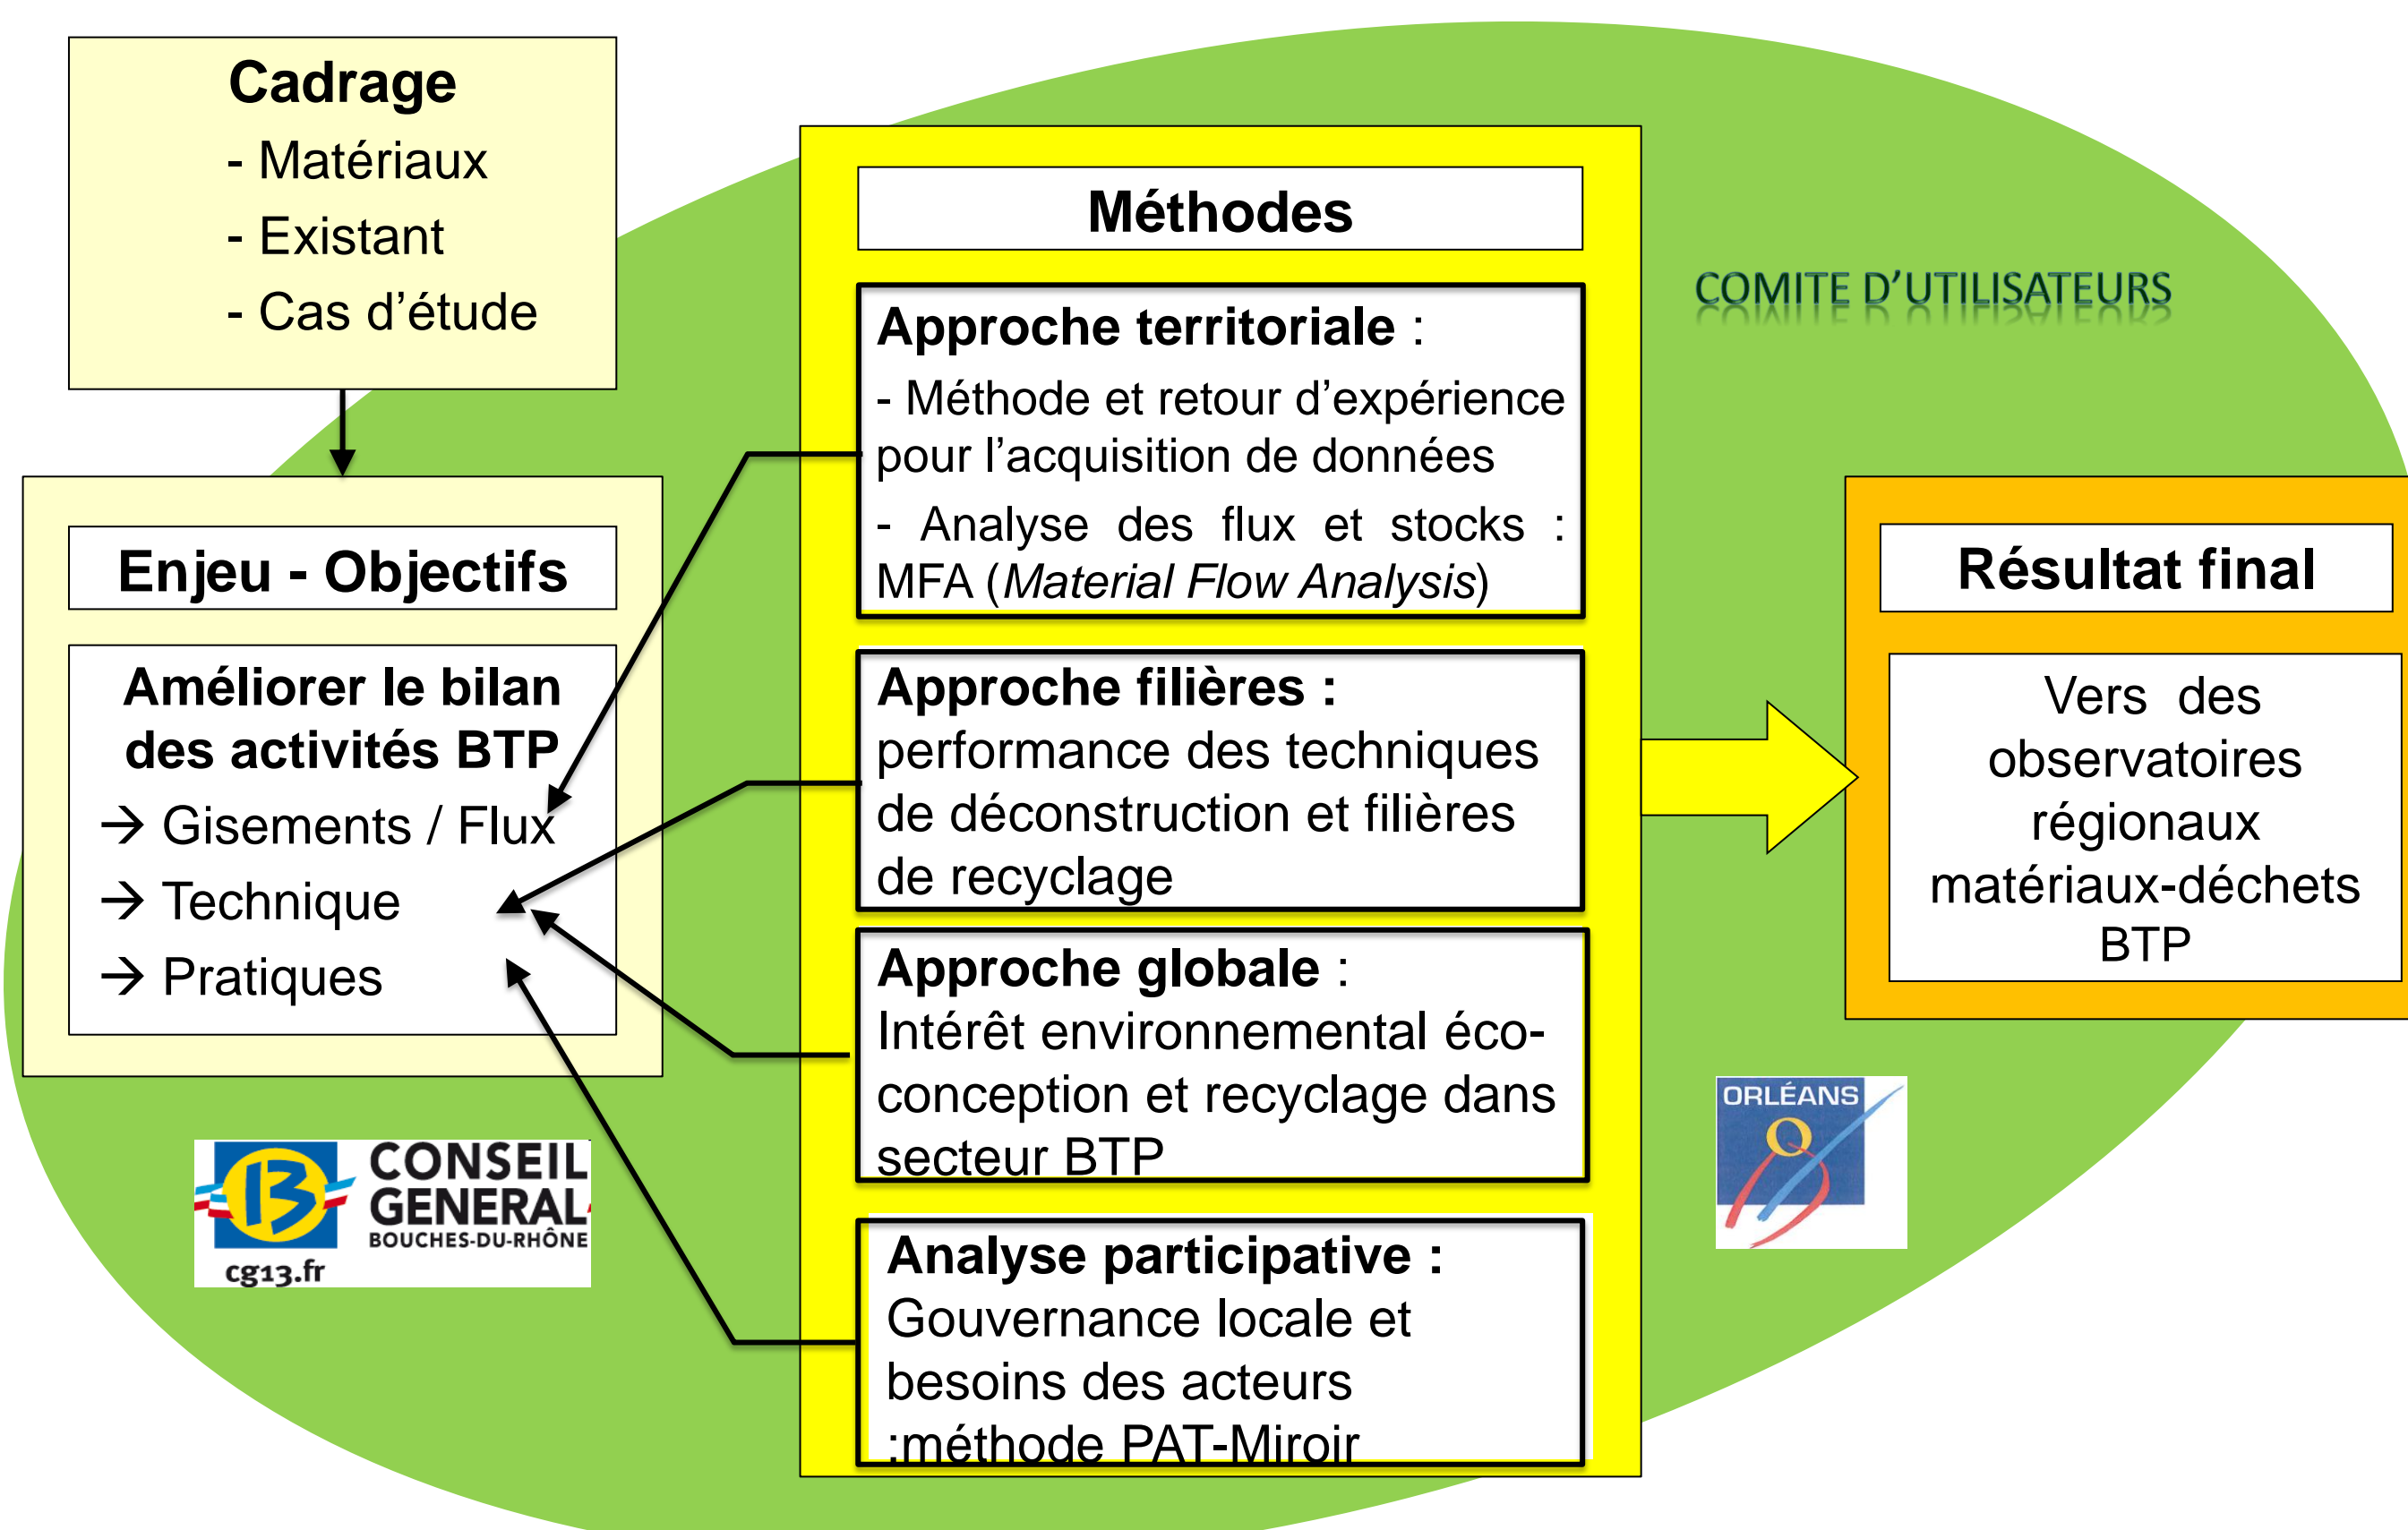 Cadrage
- Matériaux
- Existant
- Cas d’étude
Enjeu - Objectifs
Améliorer le bilan
des activités BTP
→ Gisements / Flux
→ Technique
→ Pratiques
CONSEIL
GENERAL
BOUCHES-DU-RHÔNE
cg13.fr
Méthodes
Approche territoriale :
- Méthode et retour d’expérience
pour l’acquisition de données
- Analyse des flux et stocks :
MFA (Material Flow Analysis)
Approche filières :
performance des techniques
de déconstruction et filières
de recyclage
Approche globale :
Intérêt environnemental éco-
conception et recyclage dans
secteur BTP
Analyse participative :
Gouvernance locale et
besoins des acteurs
:méthode PAT-Miroir
COMITE D’UTILISATEURS
Résultat final
Vers des
observatoires
régionaux
matériaux-déchets
BTP
ORLÉANS